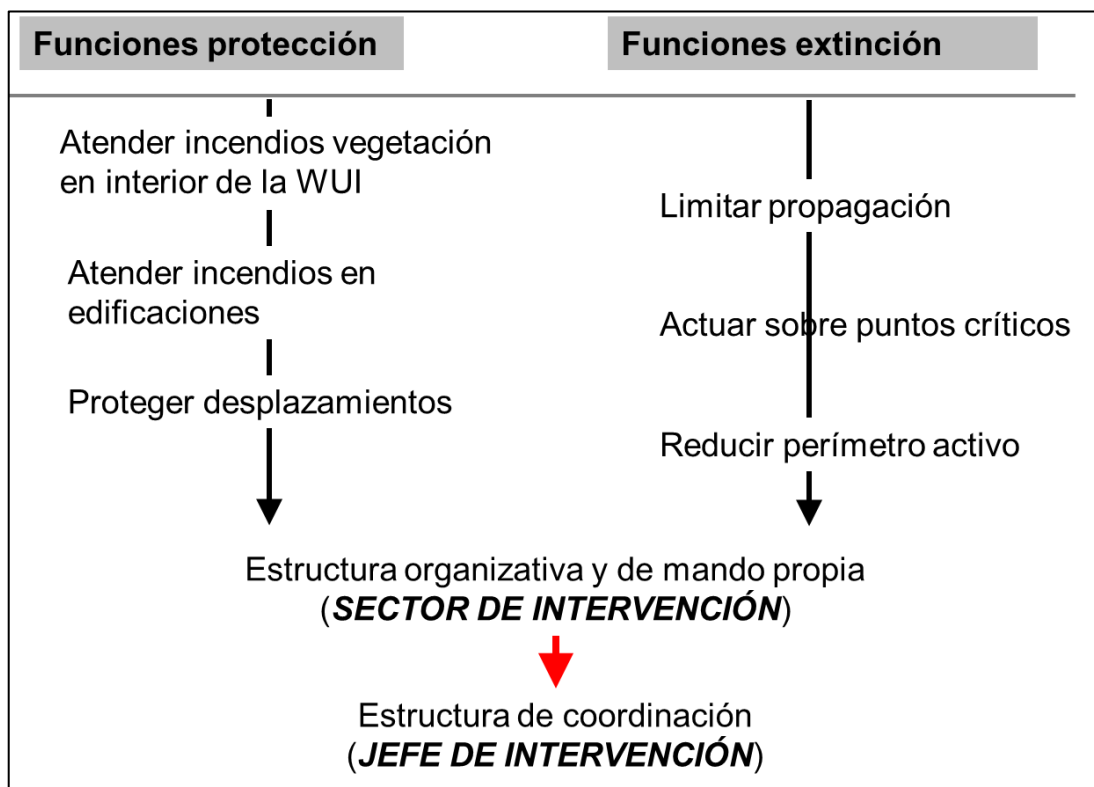 Funciones protección
Funciones extinción
Atender incendios vegetación
en interior de la WUI
Atender incendios en
edificaciones
Proteger desplazamientos
Limitar propagación
Actuar sobre puntos críticos
Reducir perímetro activo
Estructura organizativa y de mando propia
(SECTOR DE INTERVENCIÓN)
Estructura de coordinación
(JEFE DE INTERVENCIÓN)